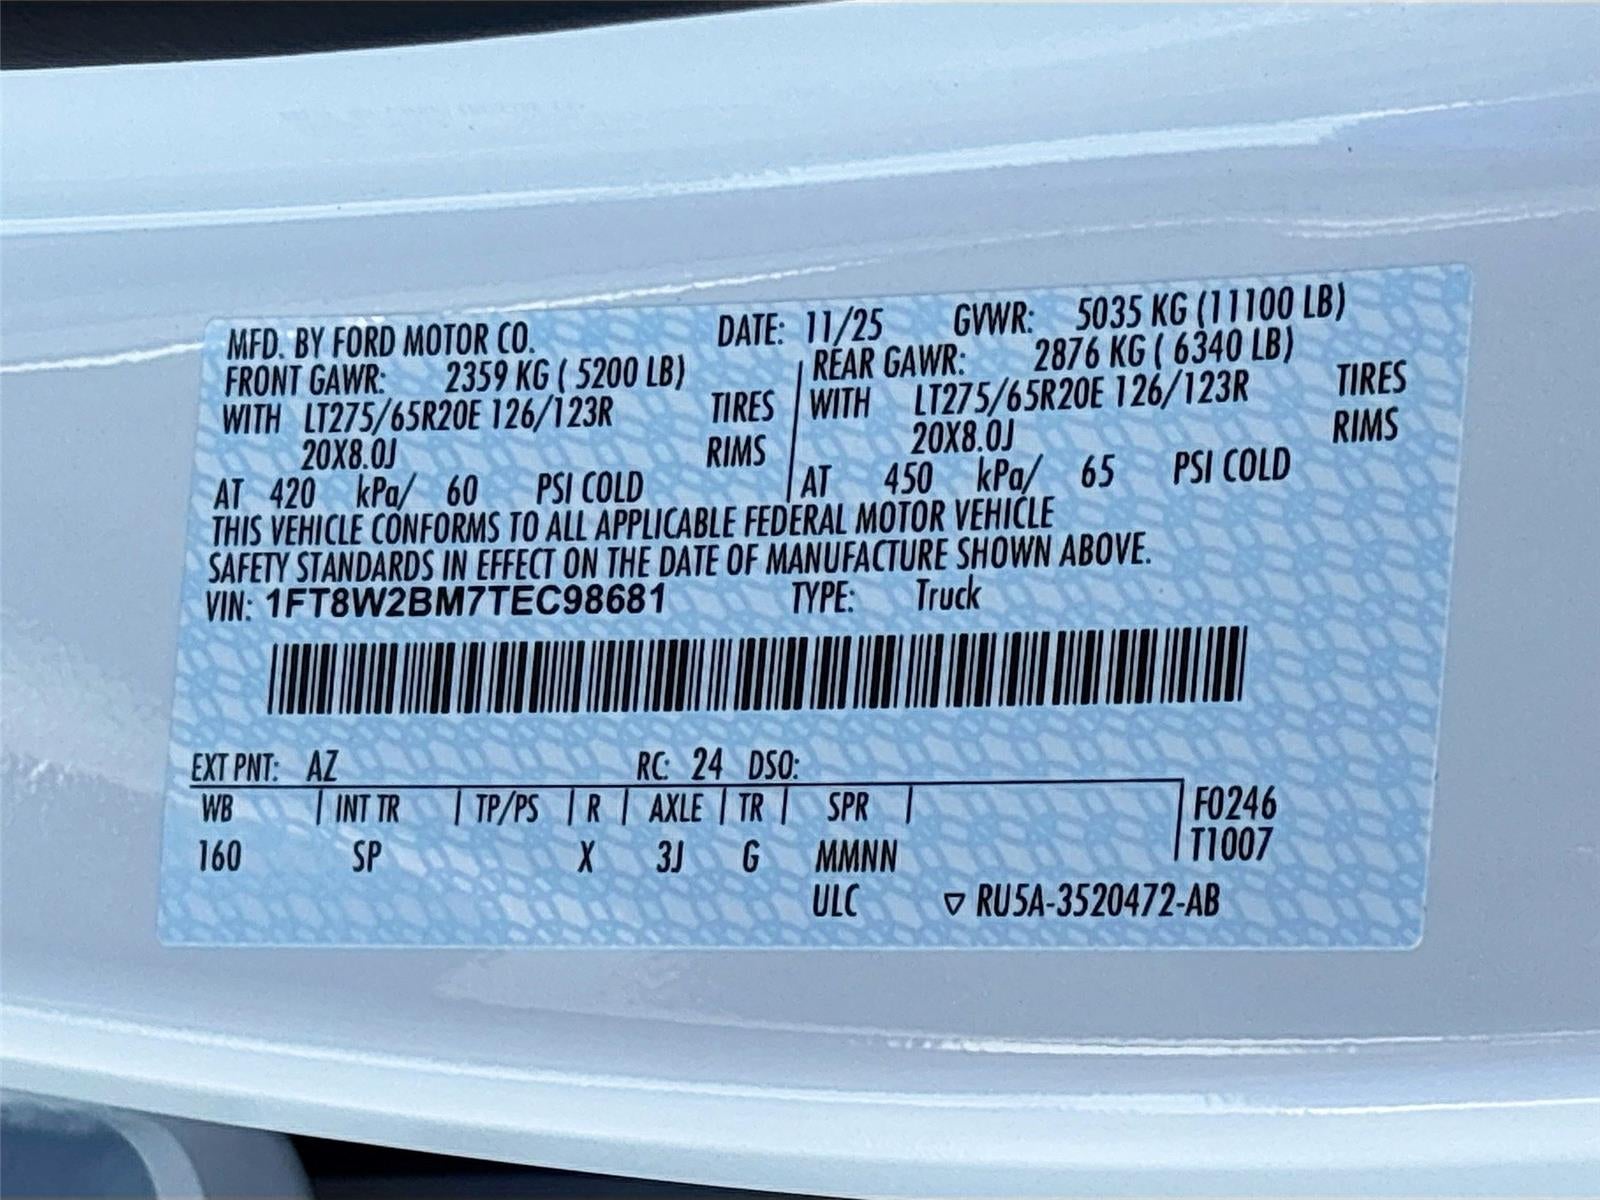 MFD. BY FORD MOTOR CO. DATE: 11/25 GVWR: 5035 KG (11100 LB)
FRONT GAWR: 2359 KG ( 5200 LB) REAR GAWR: 2876 KG ( 6340 LB)
WITH LT275/65R20E 126/123R TIRES WITH LT275/65R20E 126/123R TIRES
20X8.0J RIMS 20X8.0J RIMS
AT 420 kPa/ 60 PSI COLD AT 450 kPa/ 65 PSI COLD
THIS VEHICLE CONFORMS TO ALL APPLICABLE FEDERAL MOTOR VEHICLE
SAFETY STANDARDS IN EFFECT ON THE DATE OF MANUFACTURE SHOWN ABOVE.
VIN: 1FT8W2BM7TEC98681 TYPE: Truck
EXT PNT: AZ RC: 24 DSO:
WB | INT TR | TP/PS | R | AXLE | TR | SPR | F0246
160 SP X 3J G MMNN T1007
ULC ▽ RU5A-3520472-AB